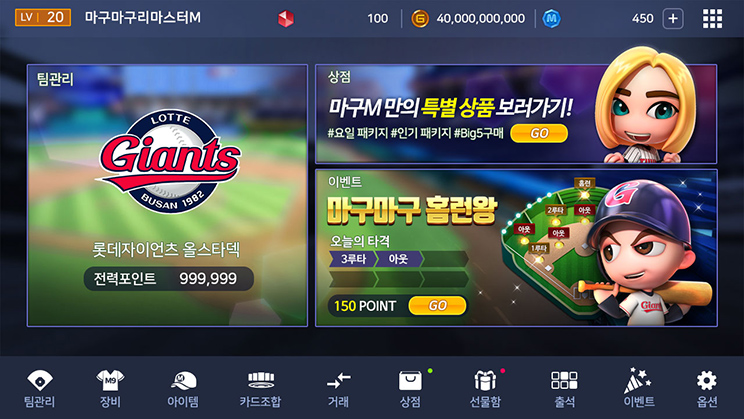 LV 20
마구마구리마스터M
100
G 40,000,000,000
M 450 +
팀관리
LOTTE
Giants
BUSAN 1982
롯데자이언츠 올스타덱
전력포인트 999,999
상점
마구M 만의 특별 상품 보러가기!
#요일 패키지 #인기 패키지 #Big5구매 GO
이벤트
마구마구 홈런왕
오늘의 타격
3루타 아웃
150 POINT GO
홈런
2루타 아웃
아웃 아웃
1루타
G
Giants
M9
팀관리 장비 아이템 카드조합 거래 상점 선물함 출석 이벤트 옵션